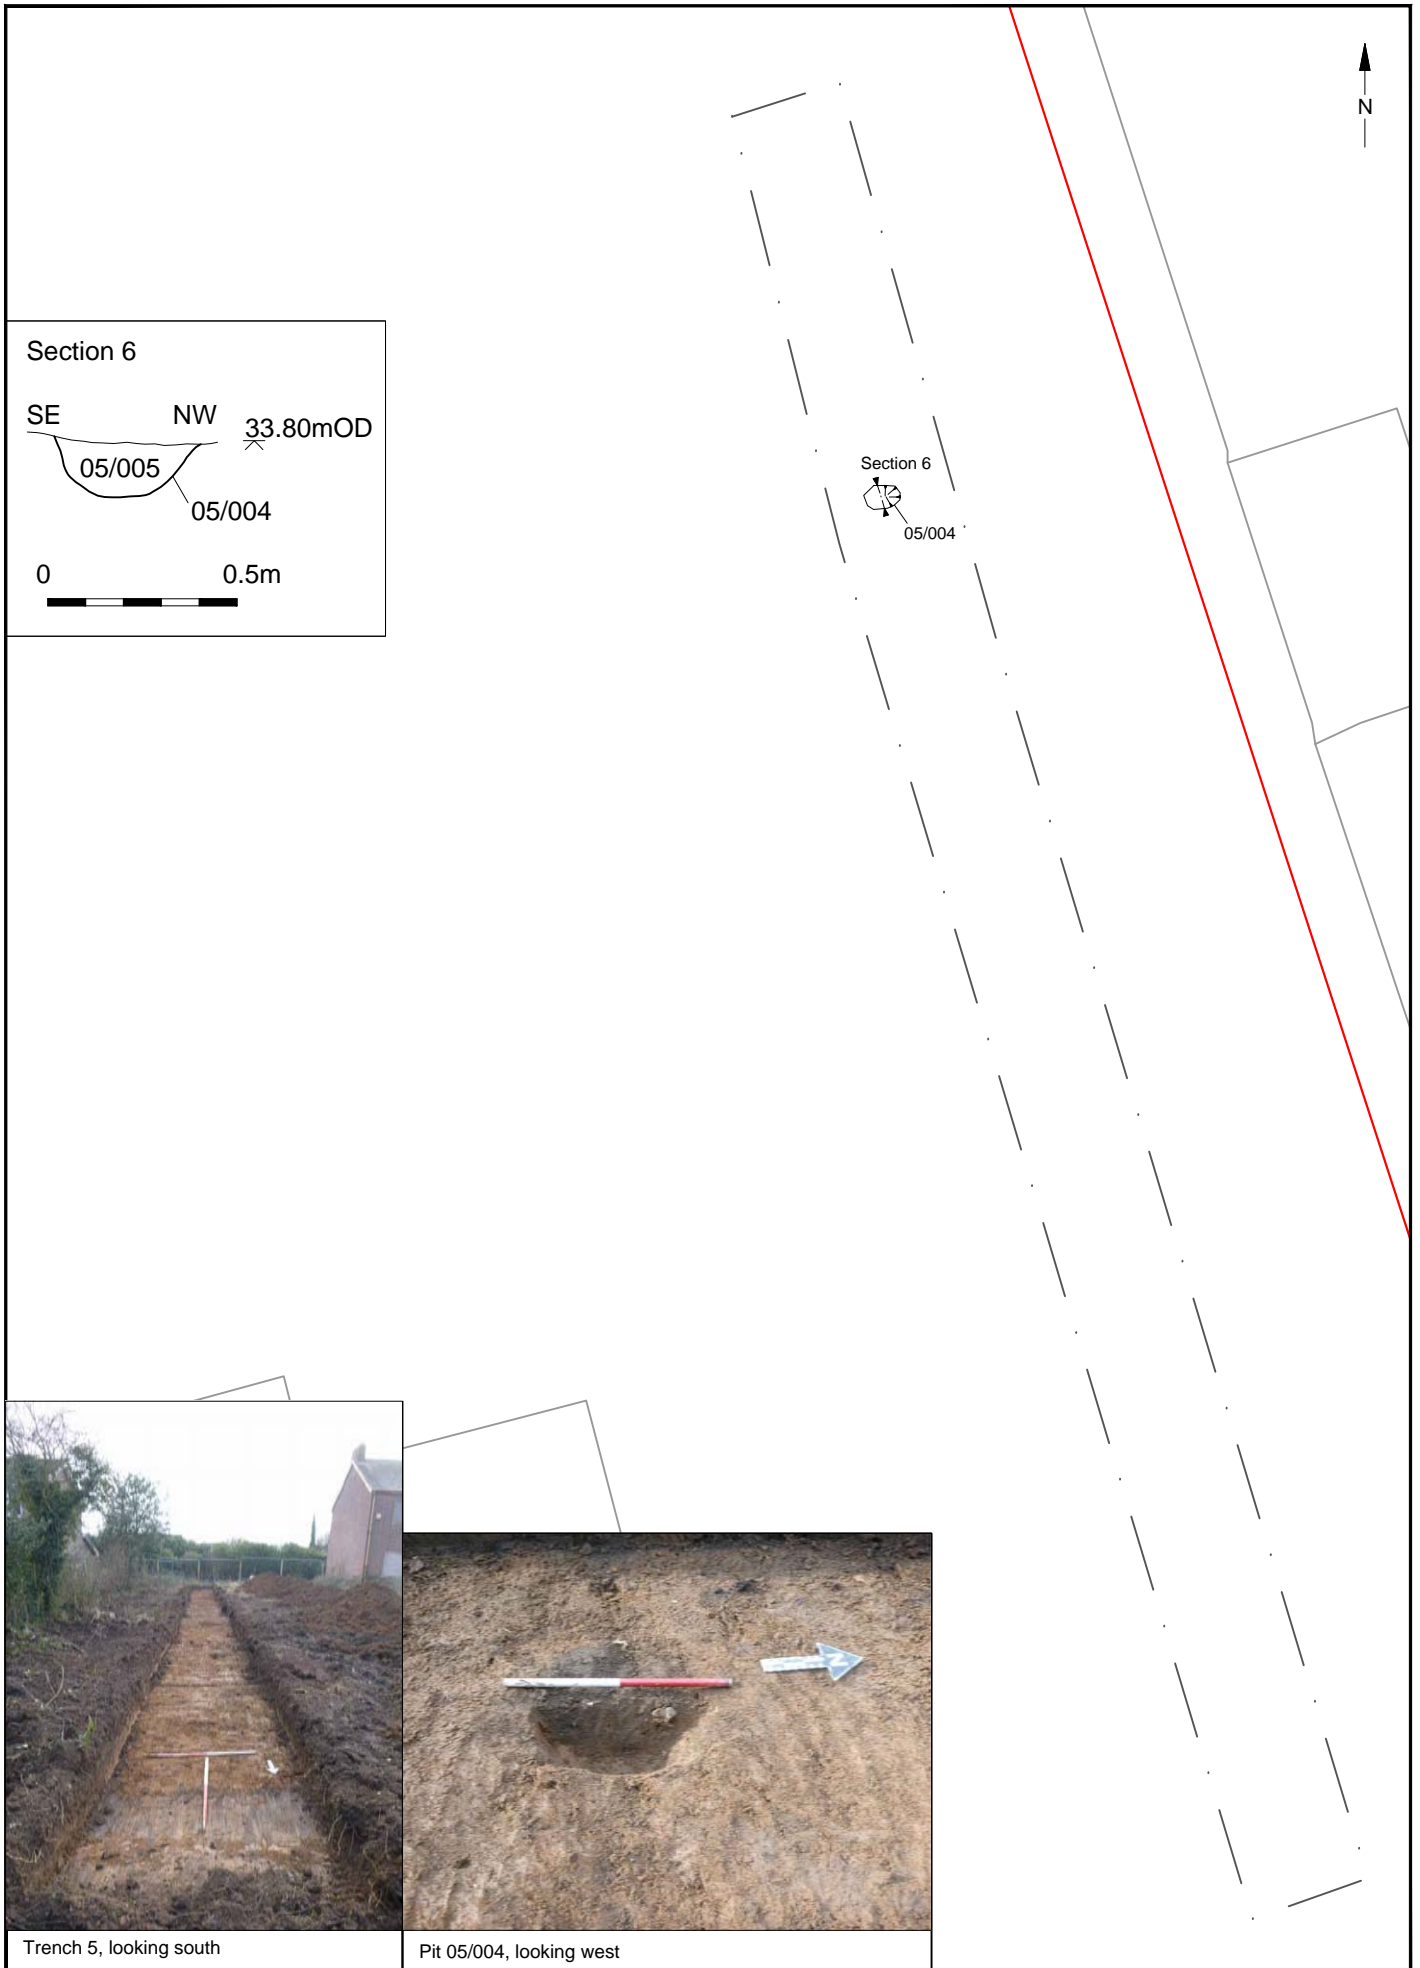 N
Section 6
SE NW 33.80mOD
05/005
05/004
0 0.5m
Section 6
05/004
N
Trench 5, looking south
Pit 05/004, looking west